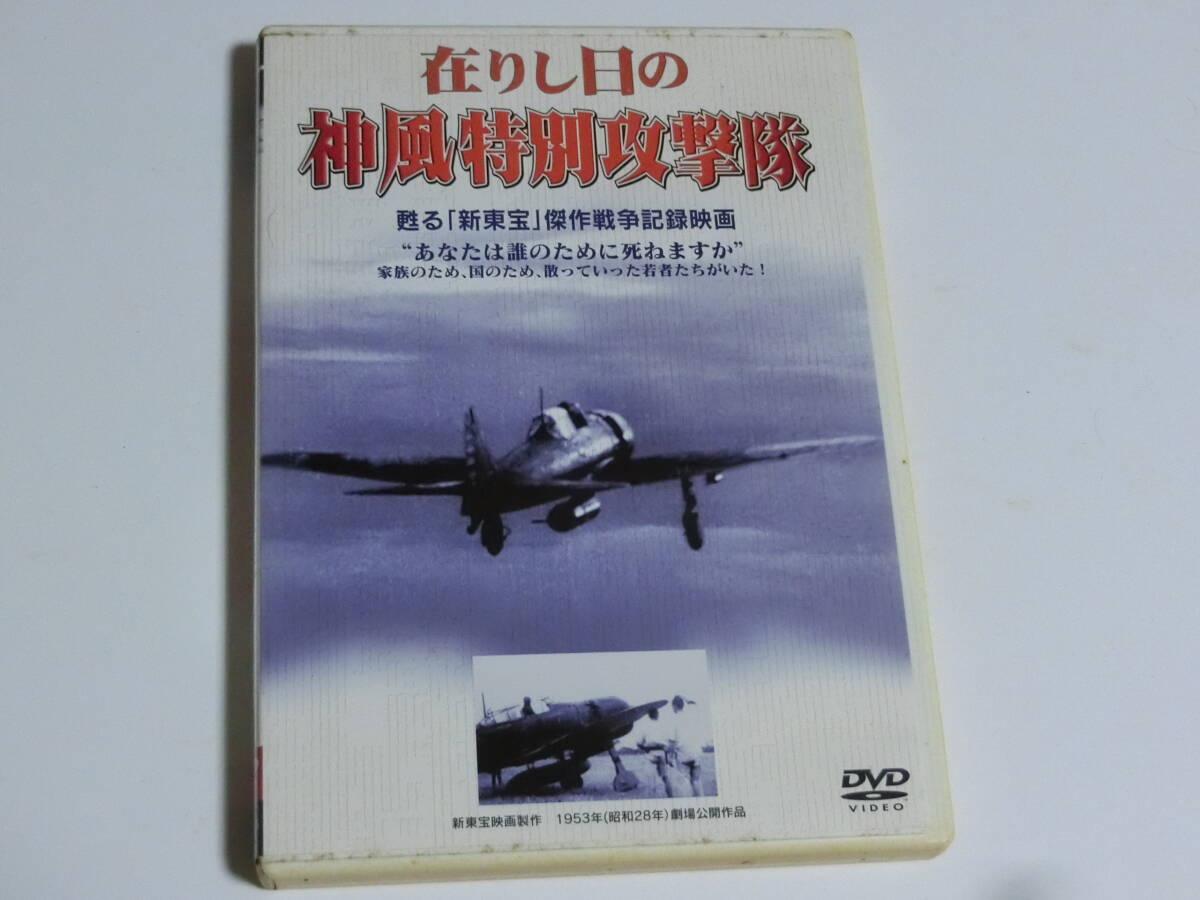 在りし日の
神風特別攻撃隊
甦る「新東宝」傑作戦争記録映画
“あなたは誰のために死ねますか”
家族のため、国のため、散っていった若者たちがいた！
DVD
VIDEO
新東宝映画製作 1953年(昭和28年)劇場公開作品